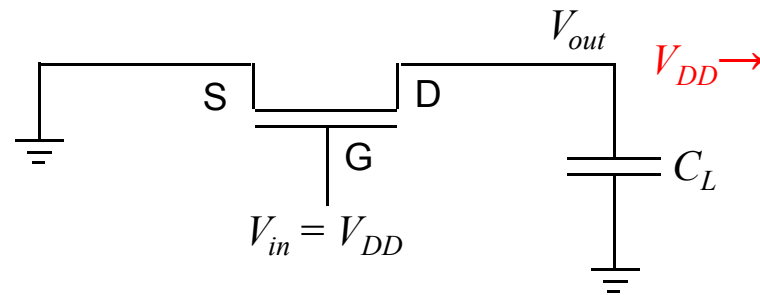 V_out
V_DD→
S
D
G
C_L
V_in = V_DD